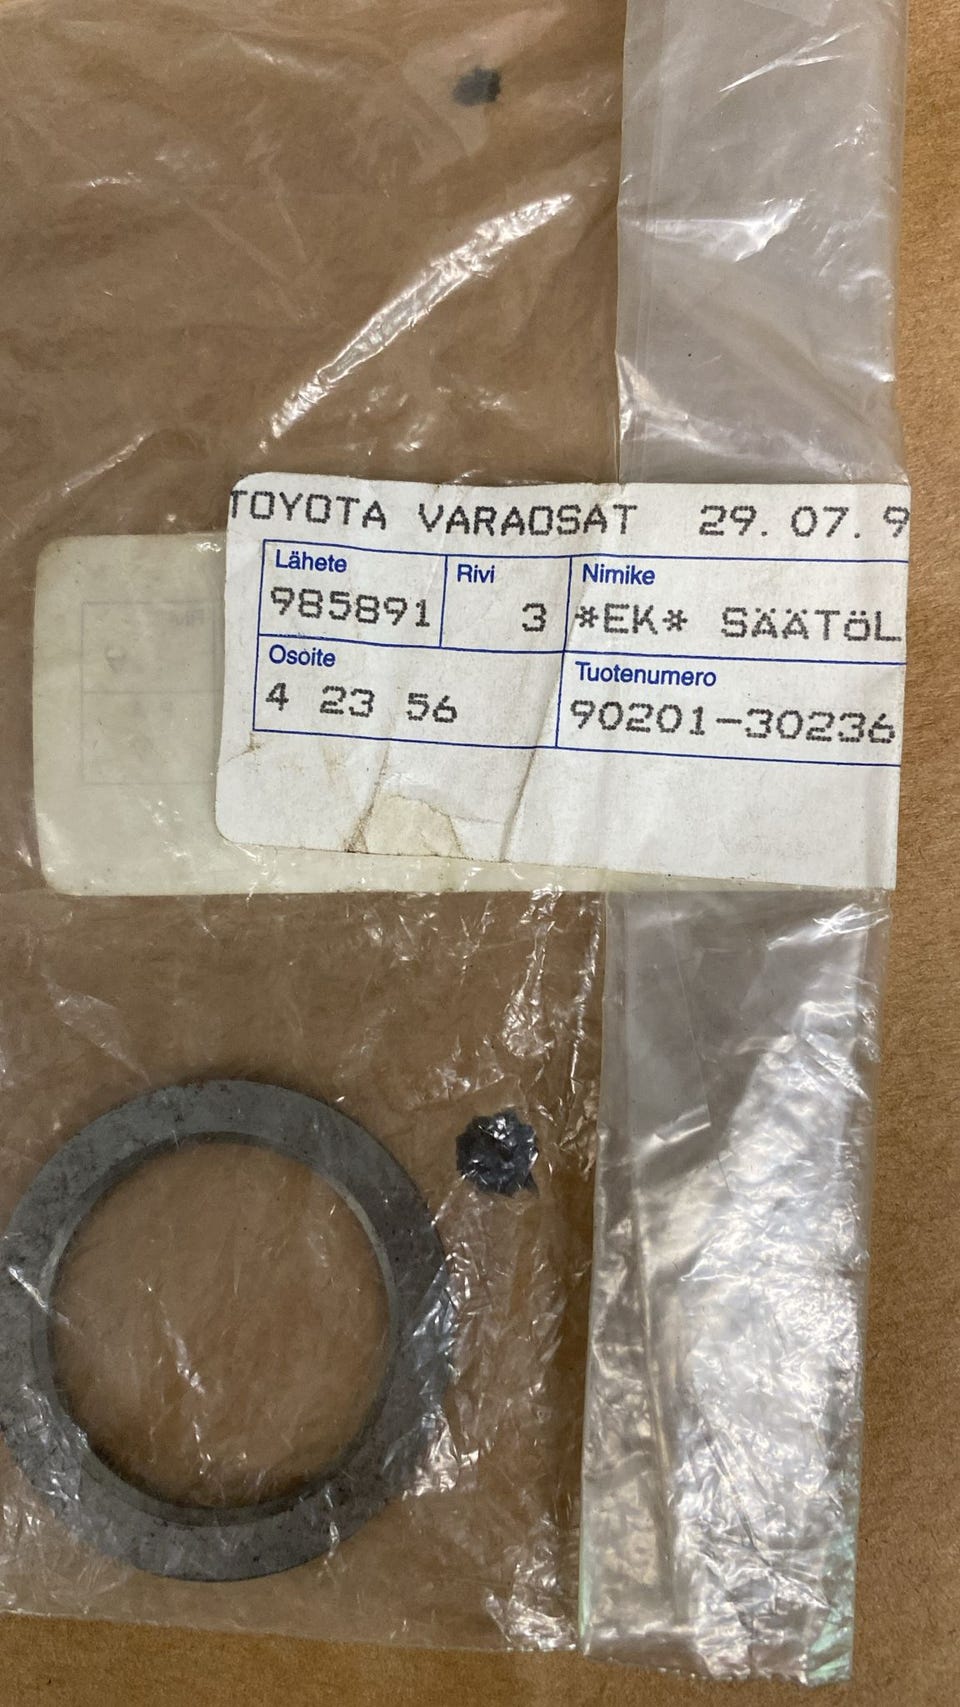 TOYOTA VARAOSAT 29.07.9
Lähete Rivi Nimike
985891 3 *EK* SÄÄTöL
Osoite Tuotenumero
4 23 56 90201-30236